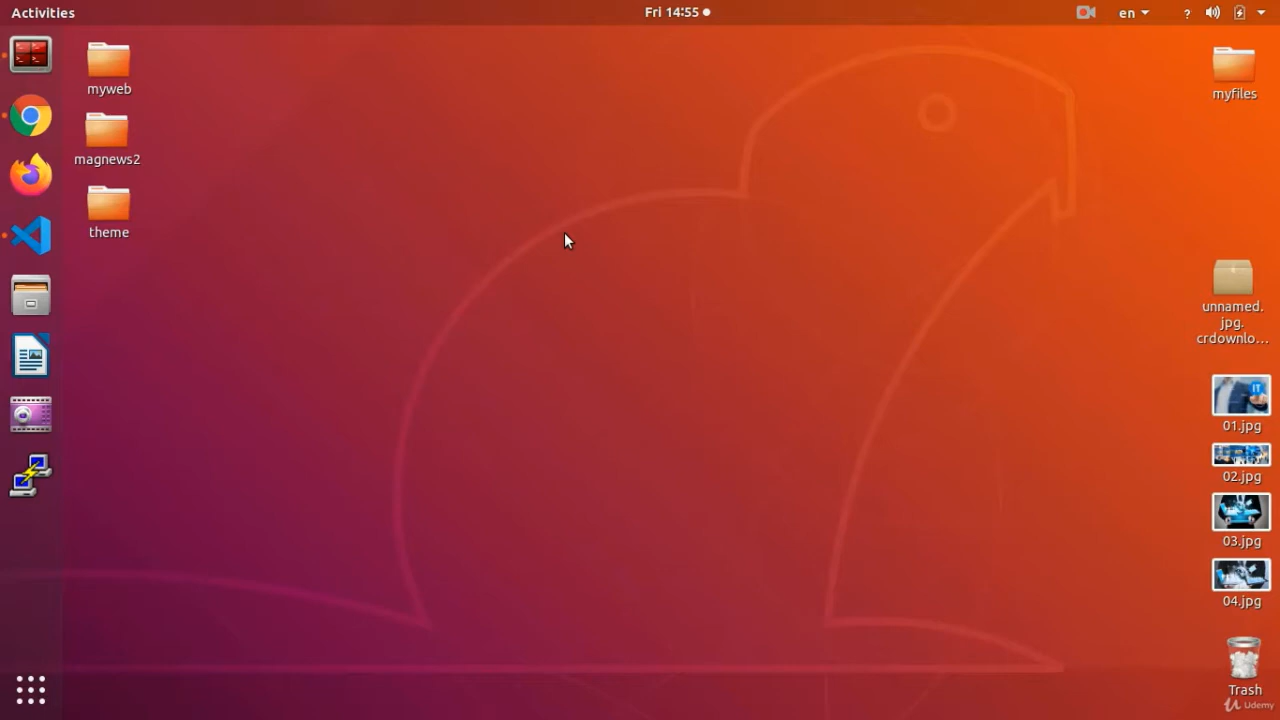 Activities
Fri 14:55
en
?
myweb
magnews2
theme
myfiles
unnamed.
jpg.
crdownlo...
IT
01.jpg
02.jpg
03.jpg
04.jpg
Trash
Udemy